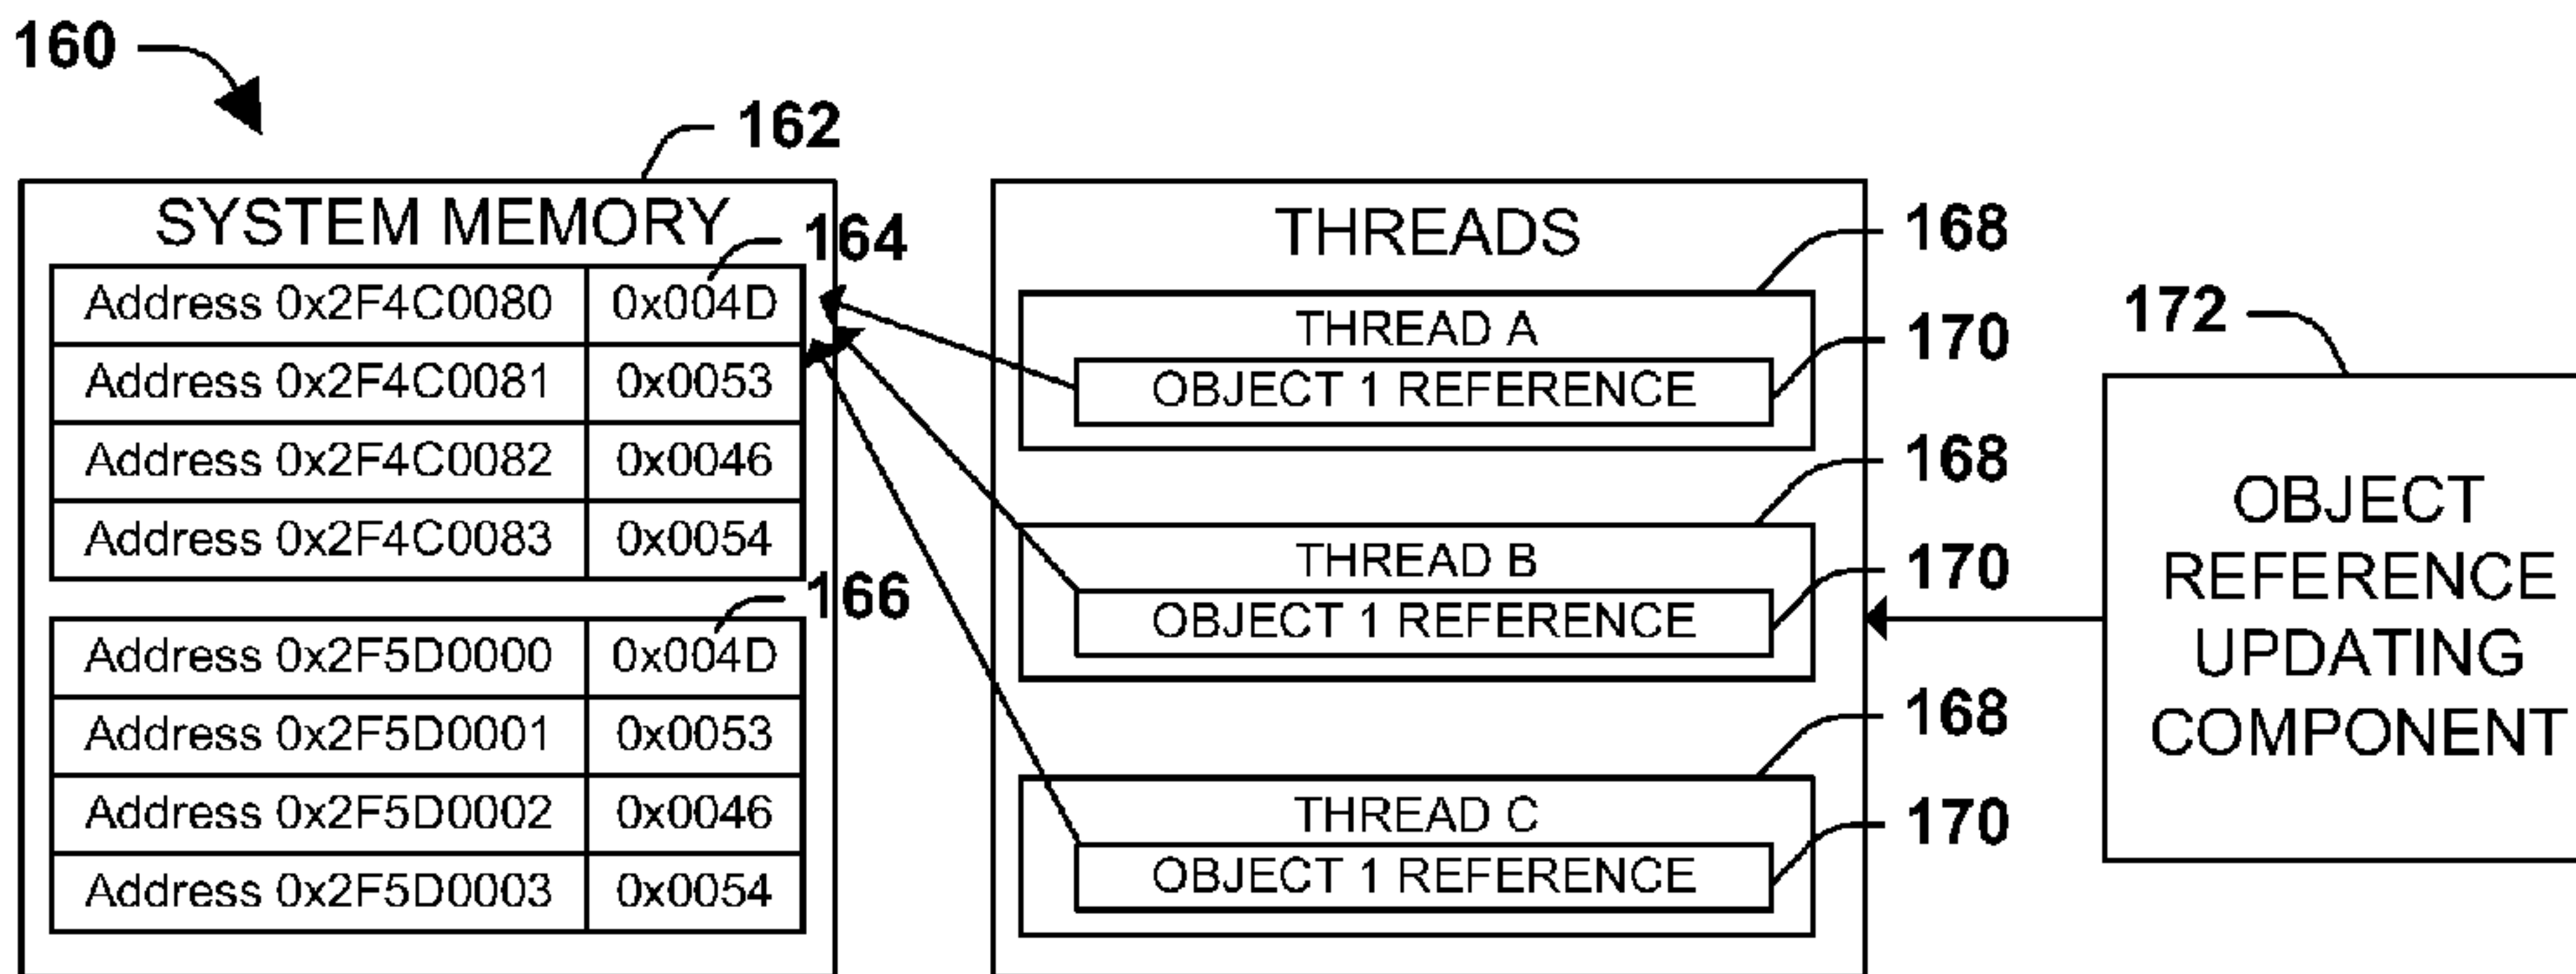 160
162
SYSTEM MEMORY
164
Address 0x2F4C0080 0x004D
Address 0x2F4C0081 0x0053
Address 0x2F4C0082 0x0046
Address 0x2F4C0083 0x0054
166
Address 0x2F5D0000 0x004D
Address 0x2F5D0001 0x0053
Address 0x2F5D0002 0x0046
Address 0x2F5D0003 0x0054
THREADS
168
THREAD A
170
OBJECT 1 REFERENCE
168
THREAD B
170
OBJECT 1 REFERENCE
168
THREAD C
170
OBJECT 1 REFERENCE
172
OBJECT
REFERENCE
UPDATING
COMPONENT